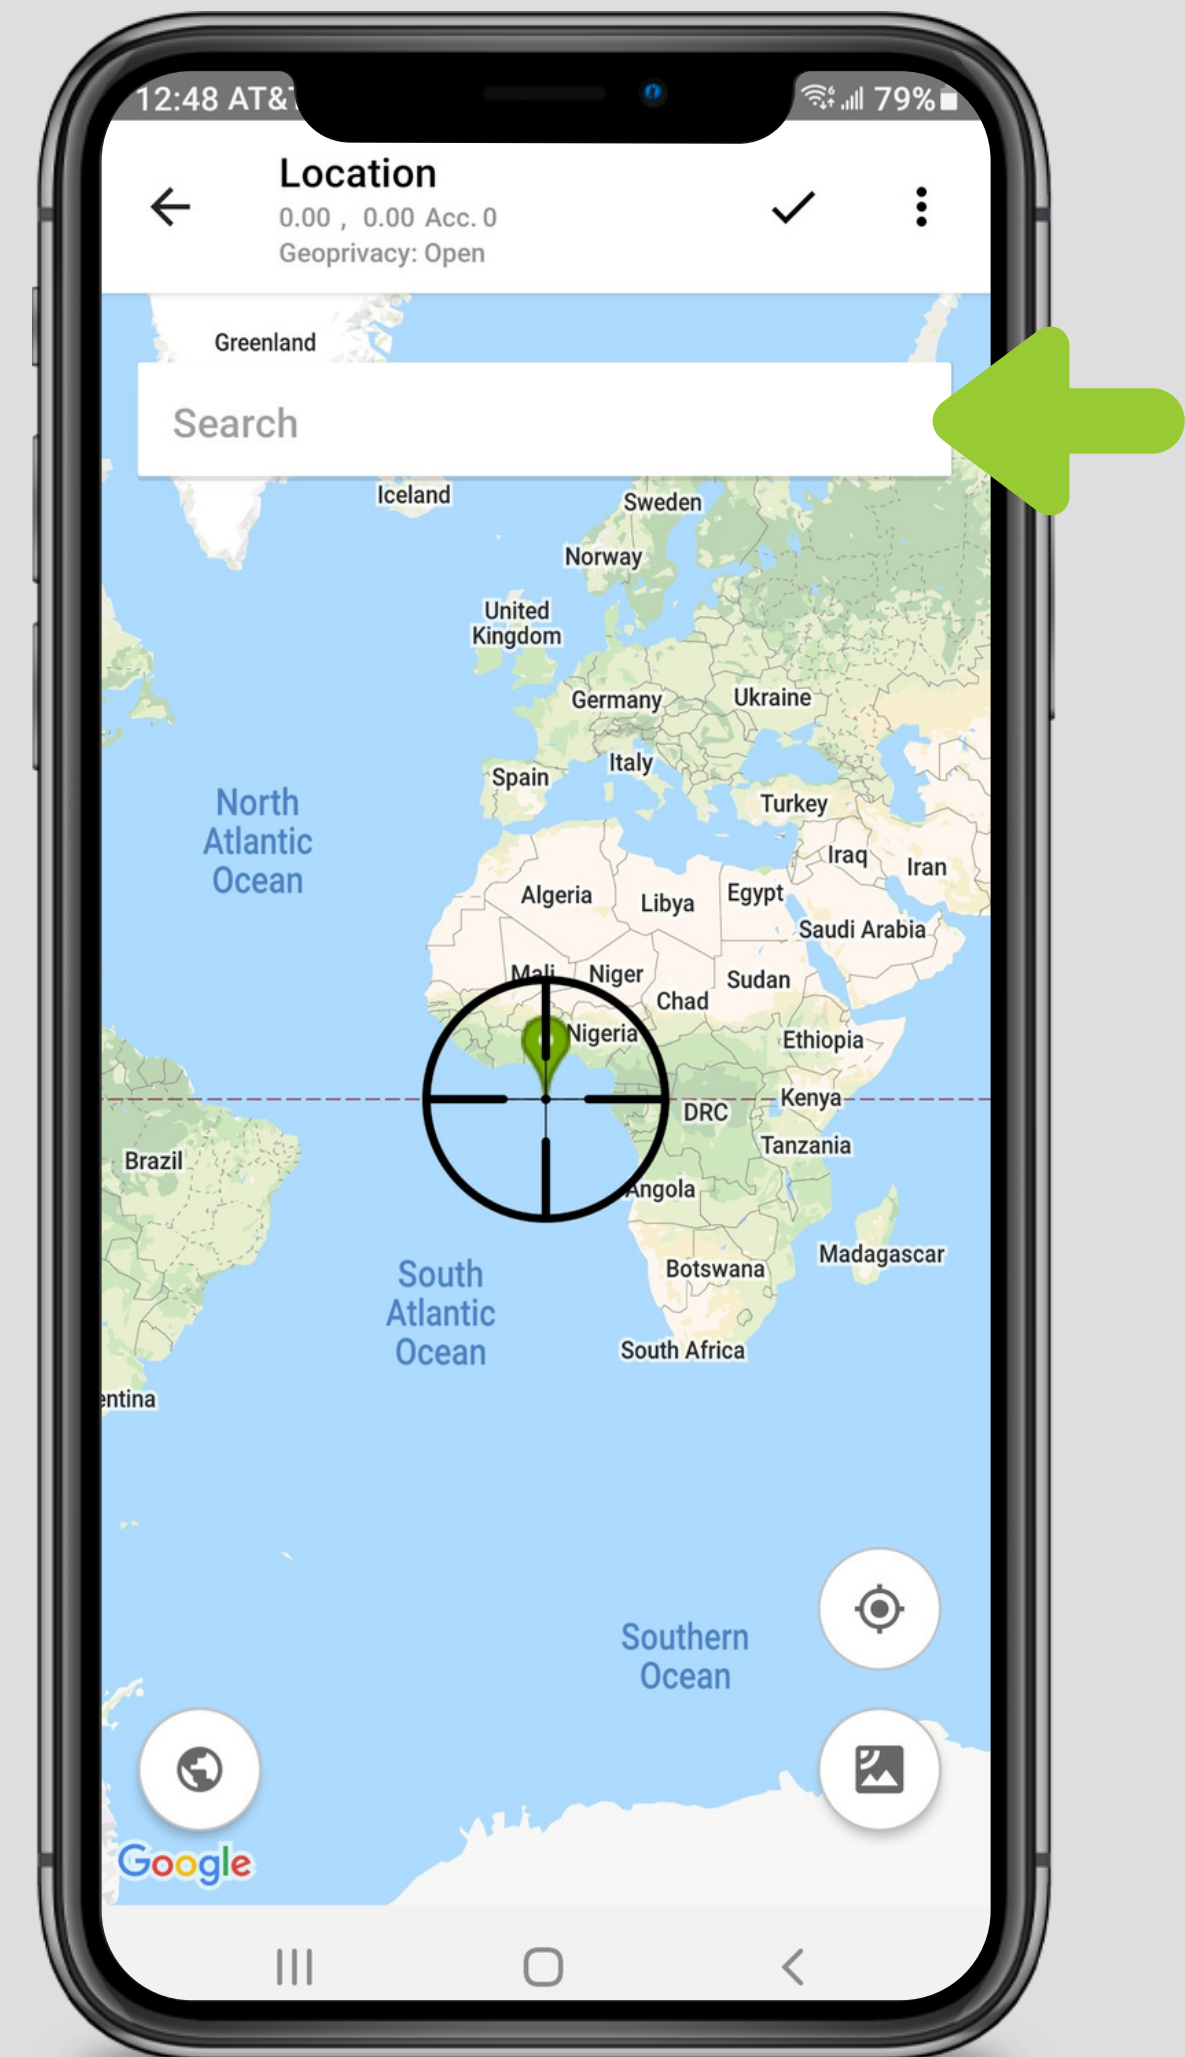 12:48 AT&T
79%
Location
0.00 , 0.00 Acc. 0
Geoprivacy: Open
Greenland
Search
Iceland
Sweden
Norway
United
Kingdom
Germany
Ukraine
Italy
Spain
Turkey
North
Atlantic
Ocean
Iraq
Iran
Algeria
Libya
Egypt
Saudi Arabia
Mali
Niger
Chad
Sudan
Nigeria
Ethiopia
DRC
Kenya
Tanzania
Brazil
Angola
Madagascar
Botswana
South
Atlantic
Ocean
South Africa
entina
Southern
Ocean
Google